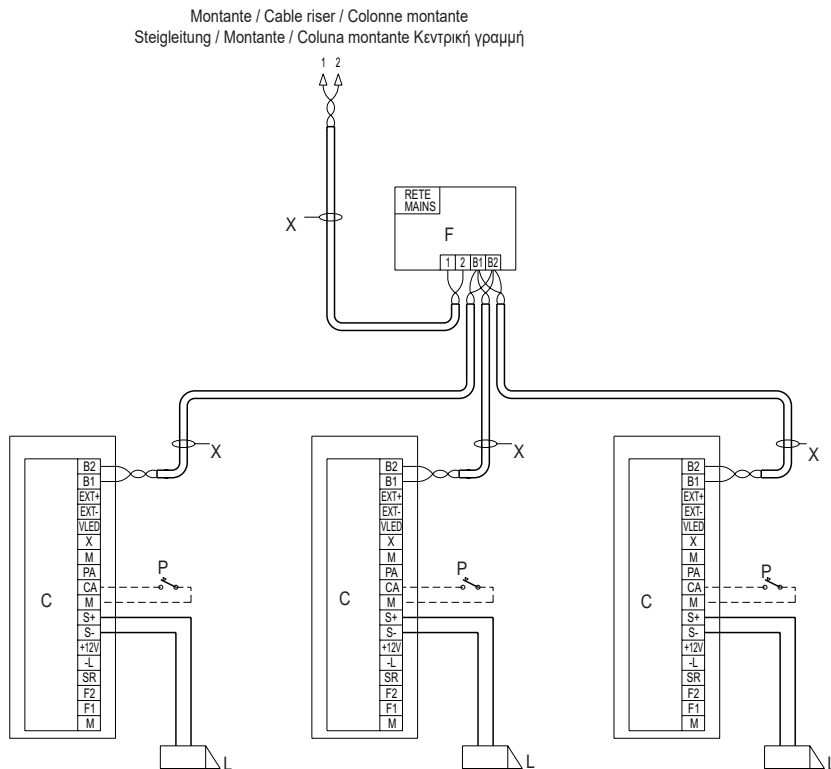 Montante / Cable riser / Colonne montante
Steigleitung / Montante / Coluna montante Κεντρική γραμμή
1 2
X
RETE
MAINS
F
1 2 B1 B2
X
X
X
C
B2
B1
EXT+
EXT-
VLED
X
M
PA
CA
M
S+
S-
+12V
-L
SR
F2
F1
M
P
L
C
B2
B1
EXT+
EXT-
VLED
X
M
PA
CA
M
S+
S-
+12V
-L
SR
F2
F1
M
P
L
C
B2
B1
EXT+
EXT-
VLED
X
M
PA
CA
M
S+
S-
+12V
-L
SR
F2
F1
M
P
L